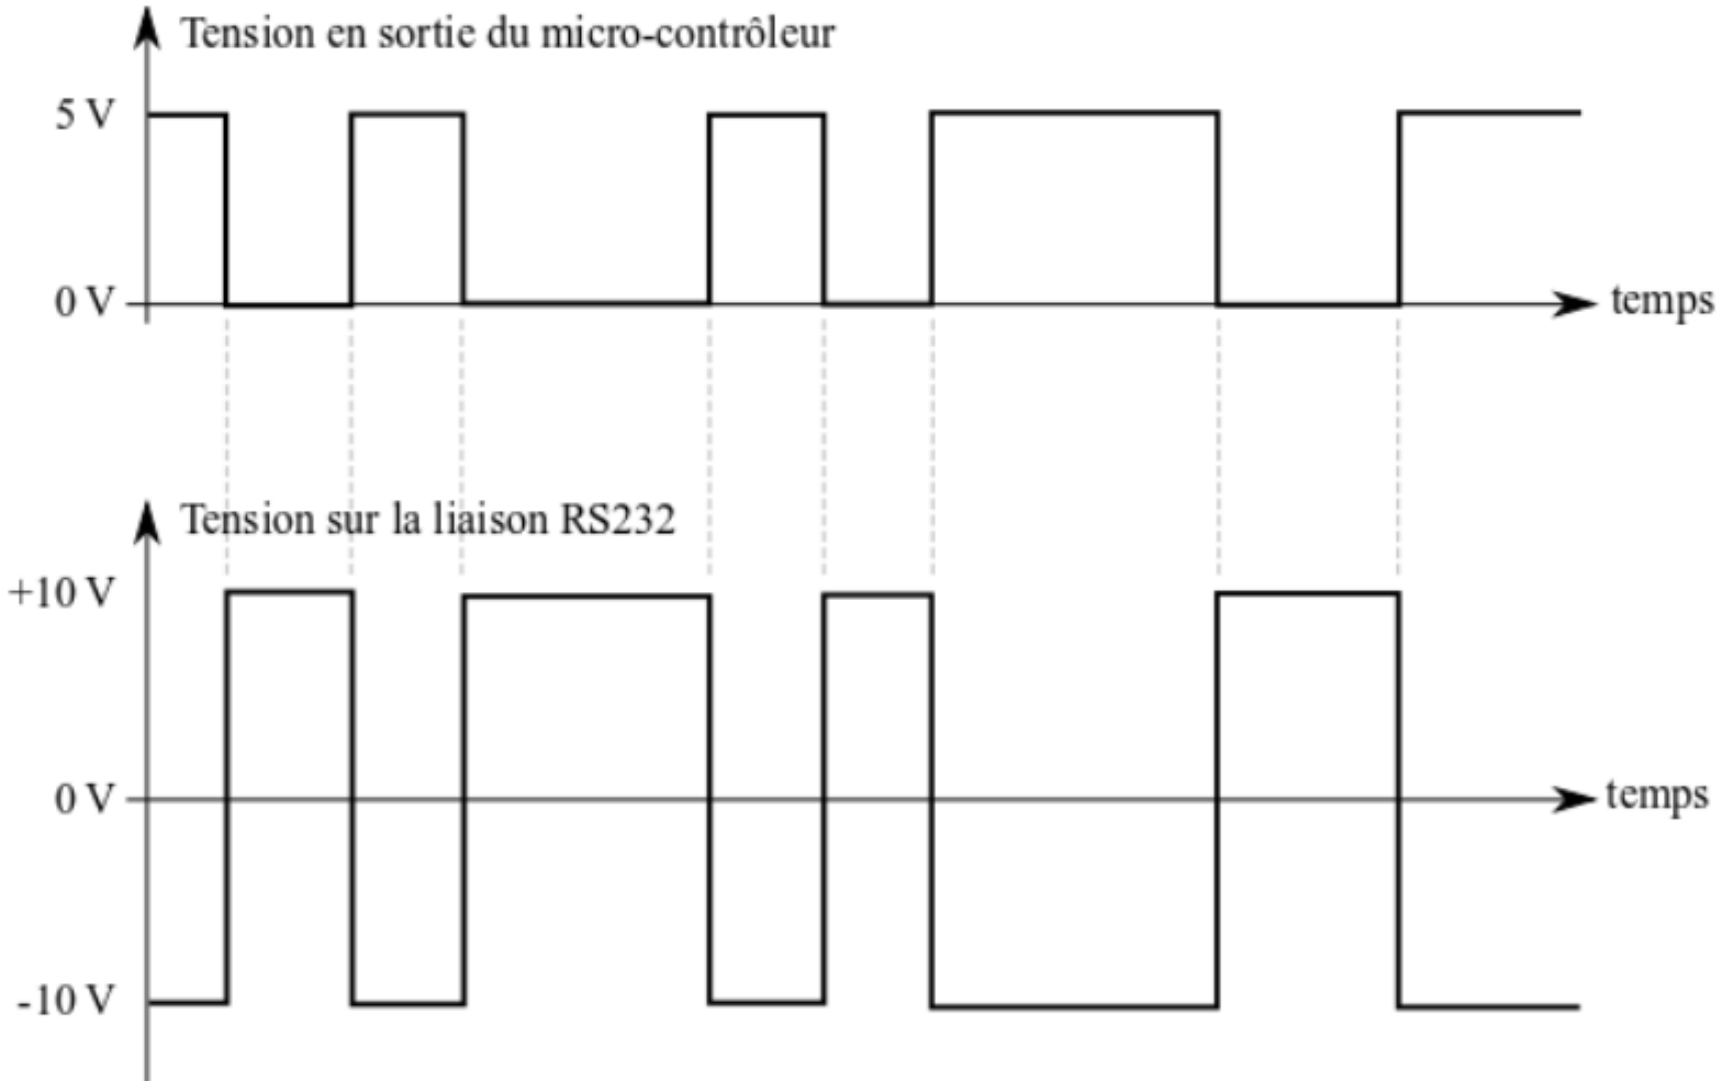 Tension en sortie du micro-contrôleur
5 V
0 V
temps
Tension sur la liaison RS232
+10 V
0 V
temps
-10 V